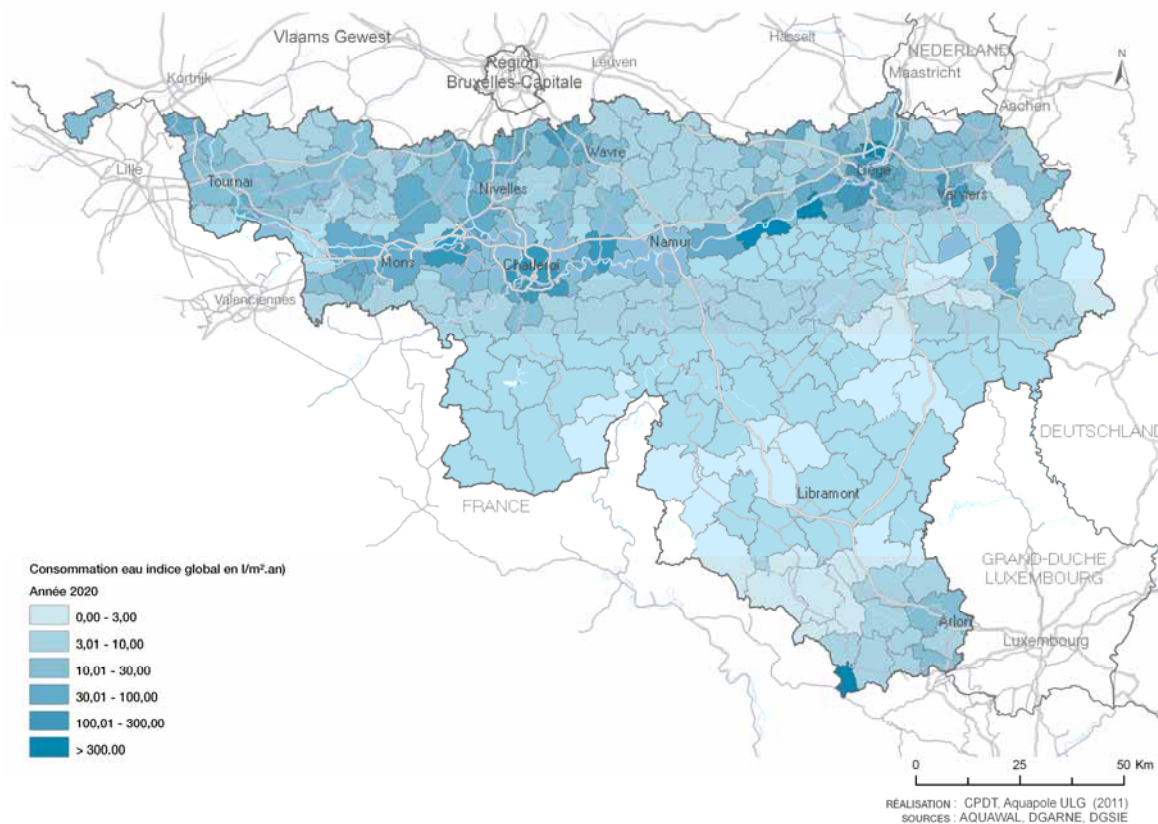 Vlaams Gewest
Hasselt
NEDERLAND
Région
Bruxelles-Capitale
Leuven
Kortrijk
Maastricht
N
Aachen
Lille
Tournai
Wavre
Liège
Nivelles
Verviers
Mons
Charleroi
Namur
Valenciennes
DEUTSCHLAND
Libramont
FRANCE
GRAND-DUCHE
LUXEMBOURG
Arlon
Luxembourg
Consommation eau indice global en l/m².an)
Année 2020
0,00 - 3,00
3,01 - 10,00
10,01 - 30,00
30,01 - 100,00
100,01 - 300,00
> 300.00
0 25 50 Km
RÉALISATION : CPDT, Aquapole ULG (2011)
SOURCES : AQUAWAL, DGARNE, DGSIE